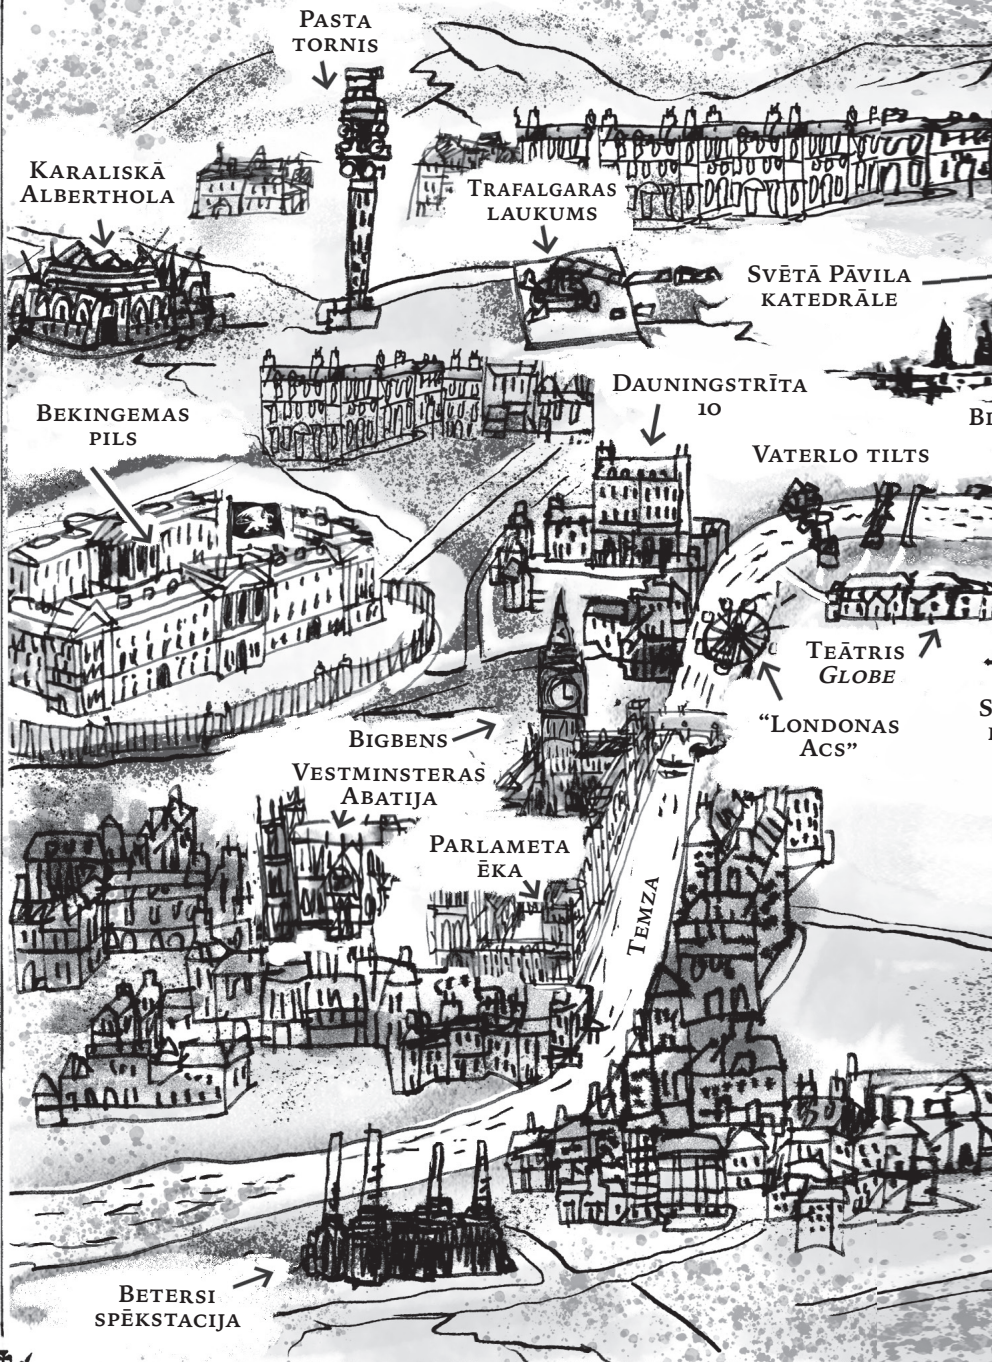 Pasta
tornis
Karaliskā
Alberthola
Trafalgaras
laukums
Svētā Pāvila
katedrāle
Dauningstrīta
10
Bekingemas
pils
Vaterlo tilts
Teātris
Globe
“Londonas
Acs”
Bigbens
Vestminsteras
Abatija
Parlameta
ēka
Temza
Betersi
spēkstacija